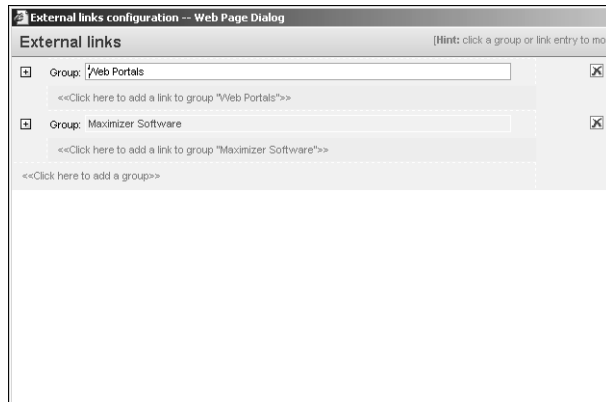 External links configuration -- Web Page Dialog
External links
[Hint: click a group or link entry to mo
Group: Web Portals
<<Click here to add a link to group "Web Portals">>
Group: Maximizer Software
<<Click here to add a link to group "Maximizer Software">>
<<Click here to add a group>>